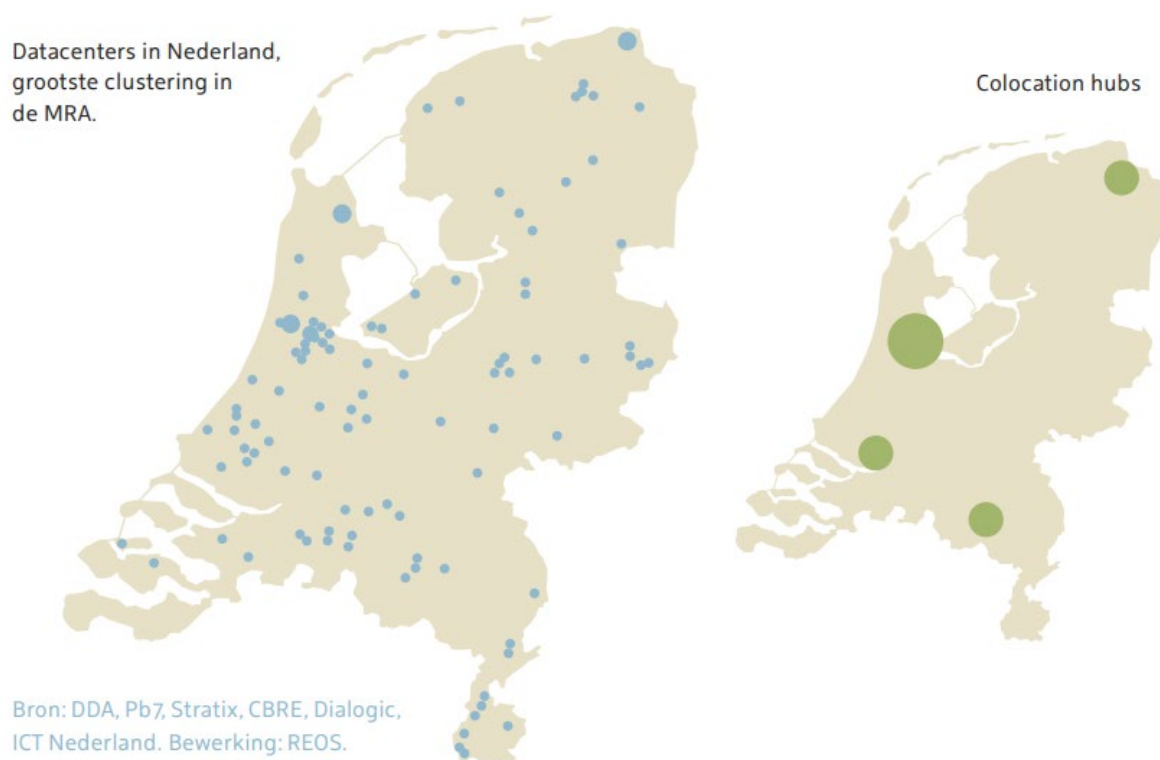 Datacenters in Nederland,
grootste clustering in
de MRA.
Colocation hubs
Bron: DDA, Pb7, Stratix, CBRE, Dialogic,
ICT Nederland. Bewerking: REOS.